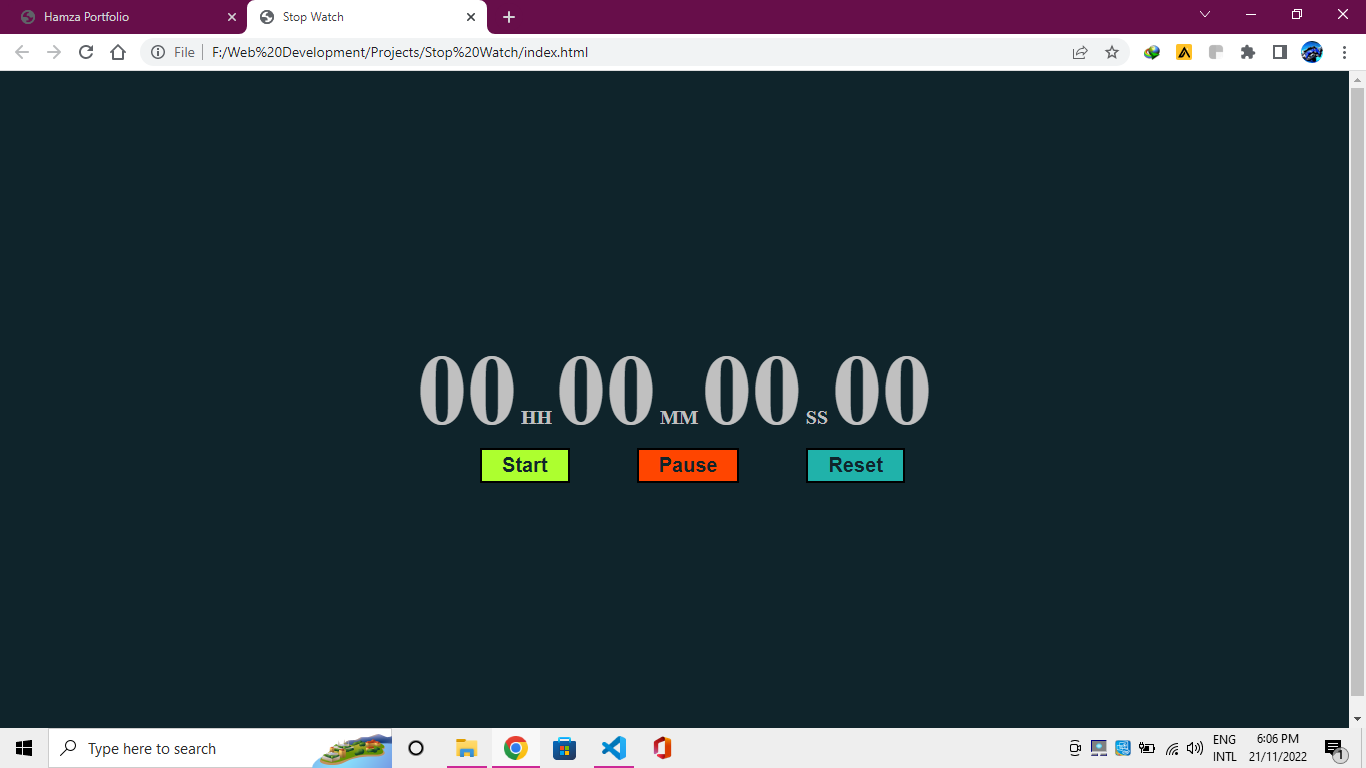 Hamza Portfolio
Stop Watch
File F:/Web%20Development/Projects/Stop%20Watch/index.html
00 HH 00 MM 00 SS 00
Start Pause Reset
Type here to search
ENG
INTL
6:06 PM
21/11/2022
1